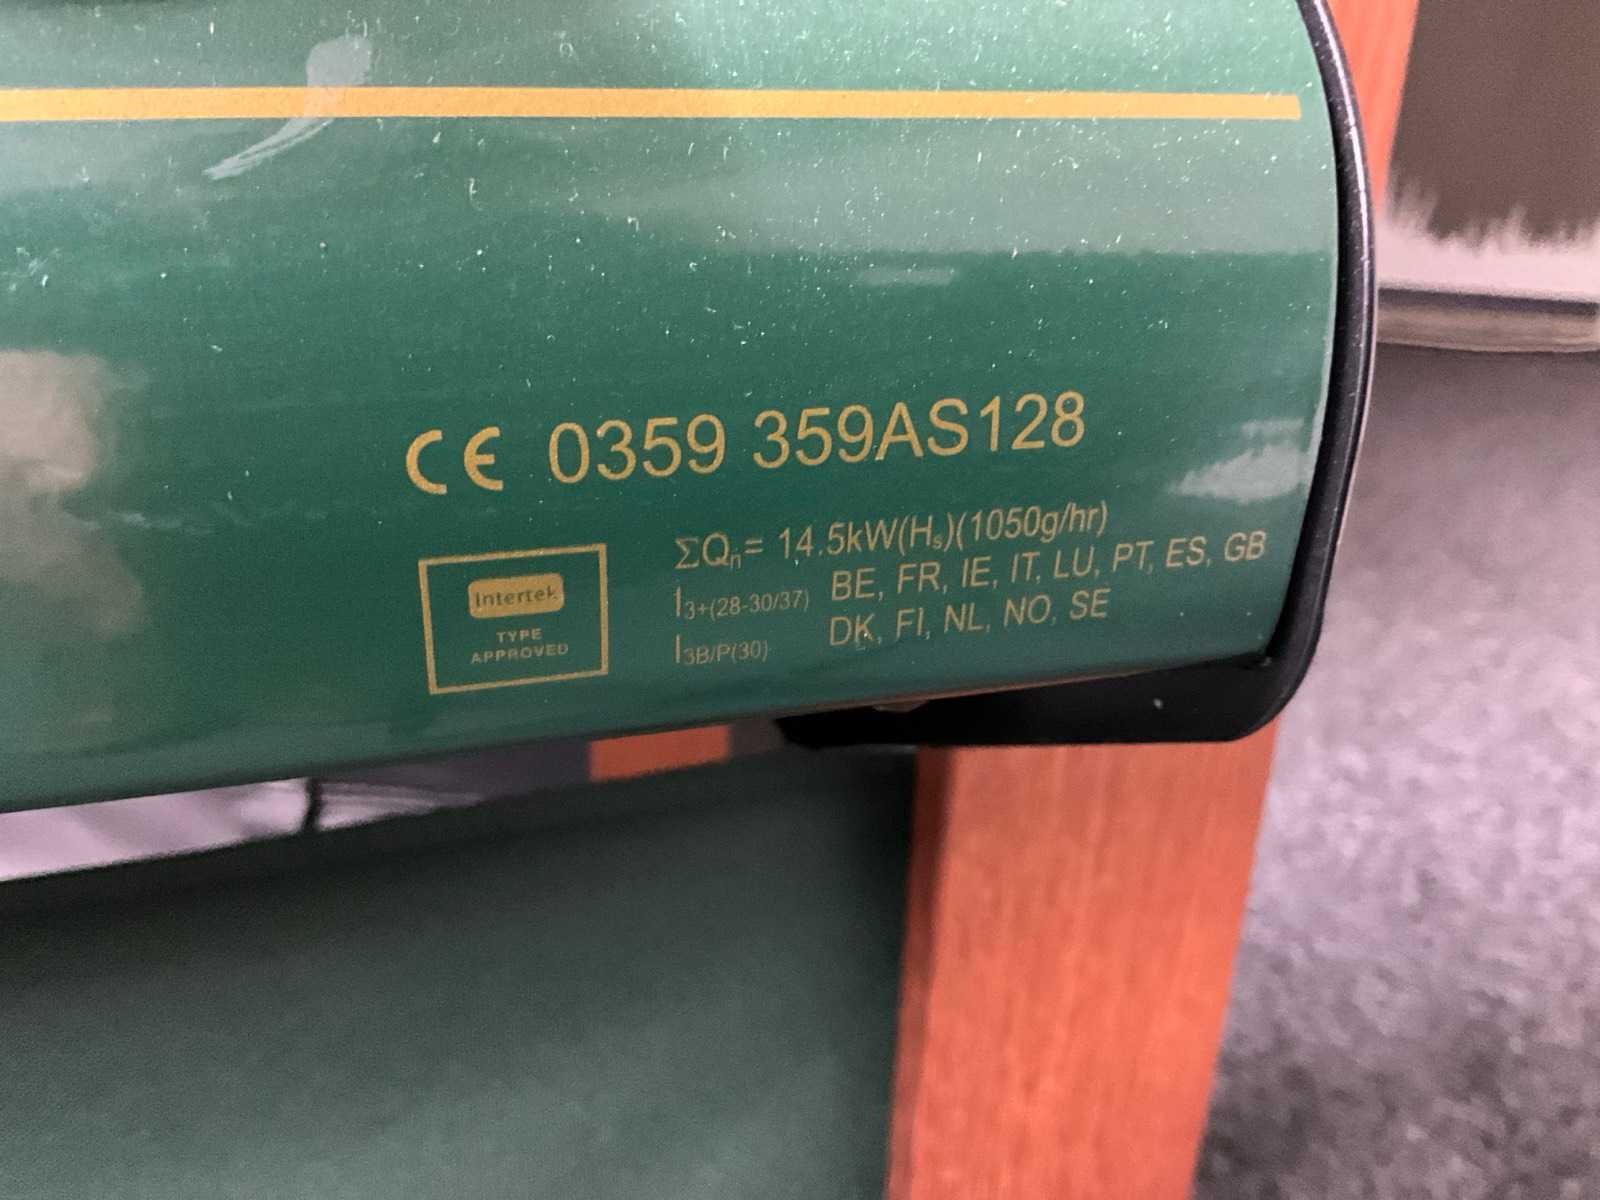 CE 0359 359AS128
Intertek
TYPE
APPROVED
ΣQn= 14.5kW(Hs)(1050g/hr)
I3+(28-30/37) BE, FR, IE, IT, LU, PT, ES, GB
I3B/P(30) DK, FI, NL, NO, SE